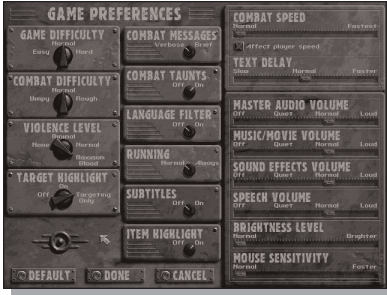 GAME PREFERENCES
GAME DIFFICULTY
Normal
Easy Hard
COMBAT DIFFICULTY
Normal
Wimpy Rough
VIOLENCE LEVEL
Minimal
None Normal
Maximum
Blood
TARGET HIGHLIGHT
On
Off Targeting
Only
COMBAT MESSAGES
Verbose Brief
COMBAT TAUNTS
Off On
LANGUAGE FILTER
Off On
RUNNING
Normal Always
SUBTITLES
Off On
ITEM HIGHLIGHT
Off On
DEFAULT DONE CANCEL
COMBAT SPEED
Normal Fastest
Affect player speed
TEXT DELAY
Slow Normal Faster
MASTER AUDIO VOLUME
Off Quiet Normal Loud
MUSIC/MOVIE VOLUME
Off Quiet Normal Loud
SOUND EFFECTS VOLUME
Off Quiet Normal Loud
SPEECH VOLUME
Off Quiet Normal Loud
BRIGHTNESS LEVEL
Normal Brighter
MOUSE SENSITIVITY
Normal Faster